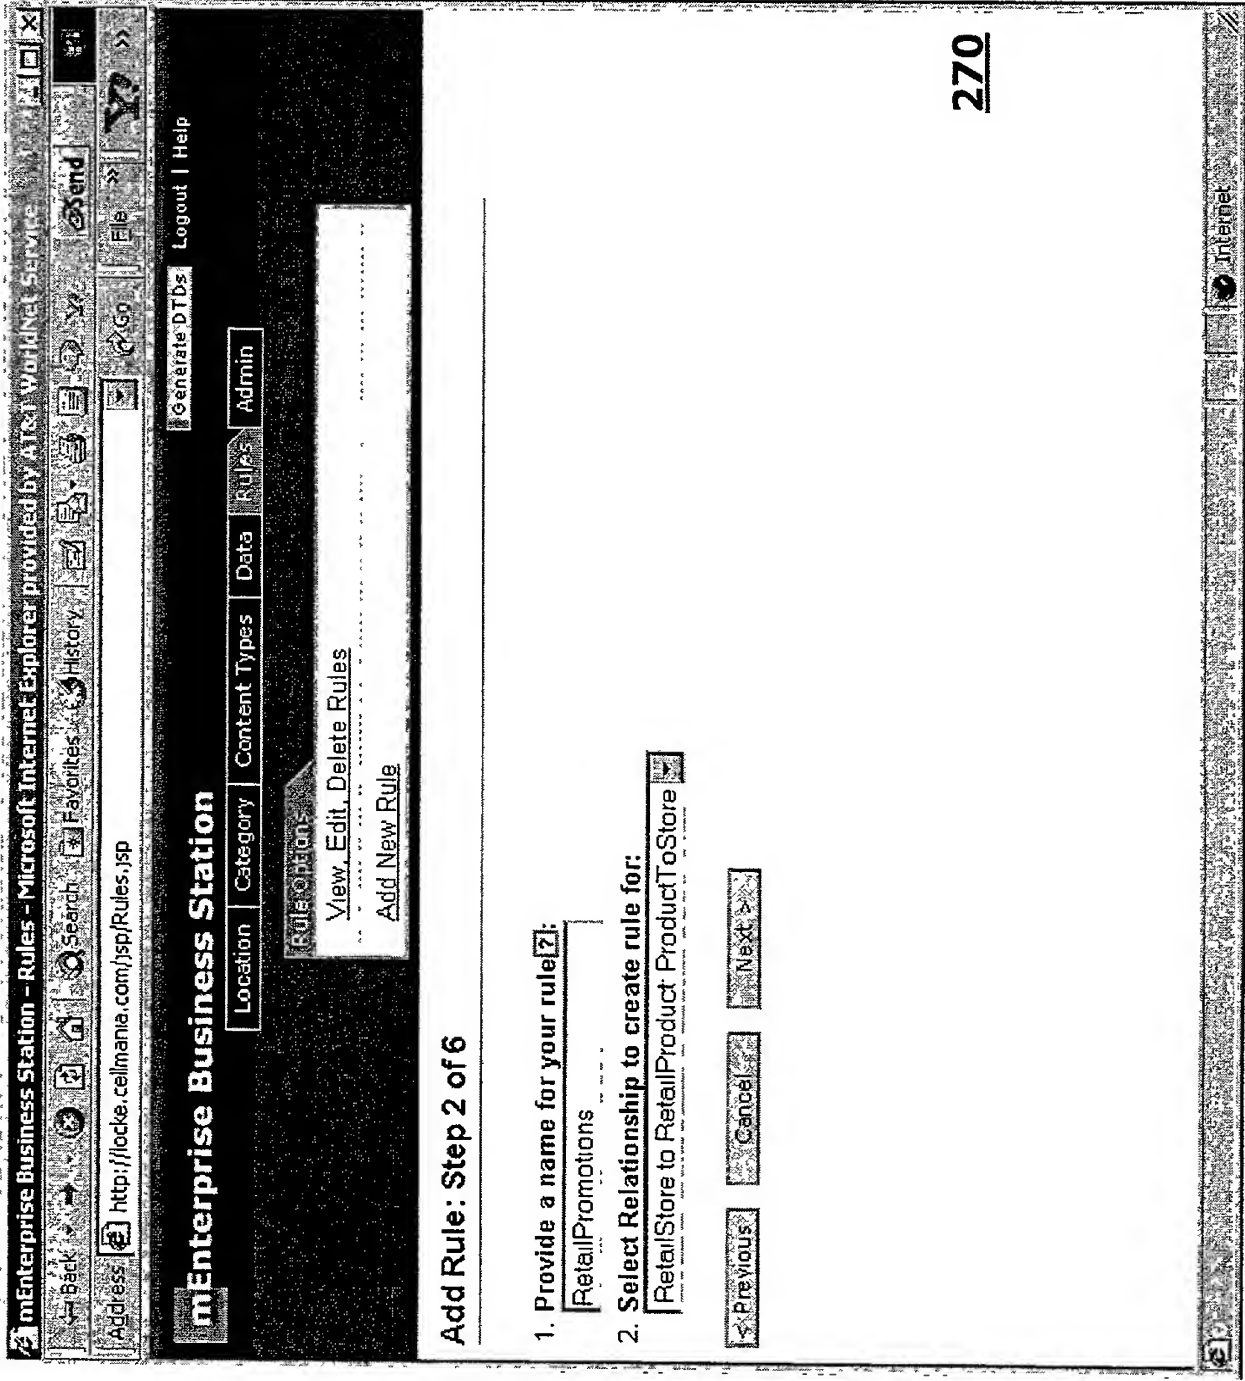 mEnterprise Business Station - Rules - Microsoft Internet Explorer provided by AT&T WorldNet Service
Back Search Favorites History Send
Address http://locke.cellmania.com/jsp/Rules.jsp Go File » Y! »
mEnterprise Business Station Generate DTDs Logout | Help
Location Category Content Types Data Rules Admin
Rule Options
View, Edit, Delete Rules
Add New Rule
Add Rule: Step 2 of 6
1. Provide a name for your rule[?]:
RetailPromotions
2. Select Relationship to create rule for:
RetailStore to RetailProduct ProductToStore
< Previous Cancel Next >
270
Internet